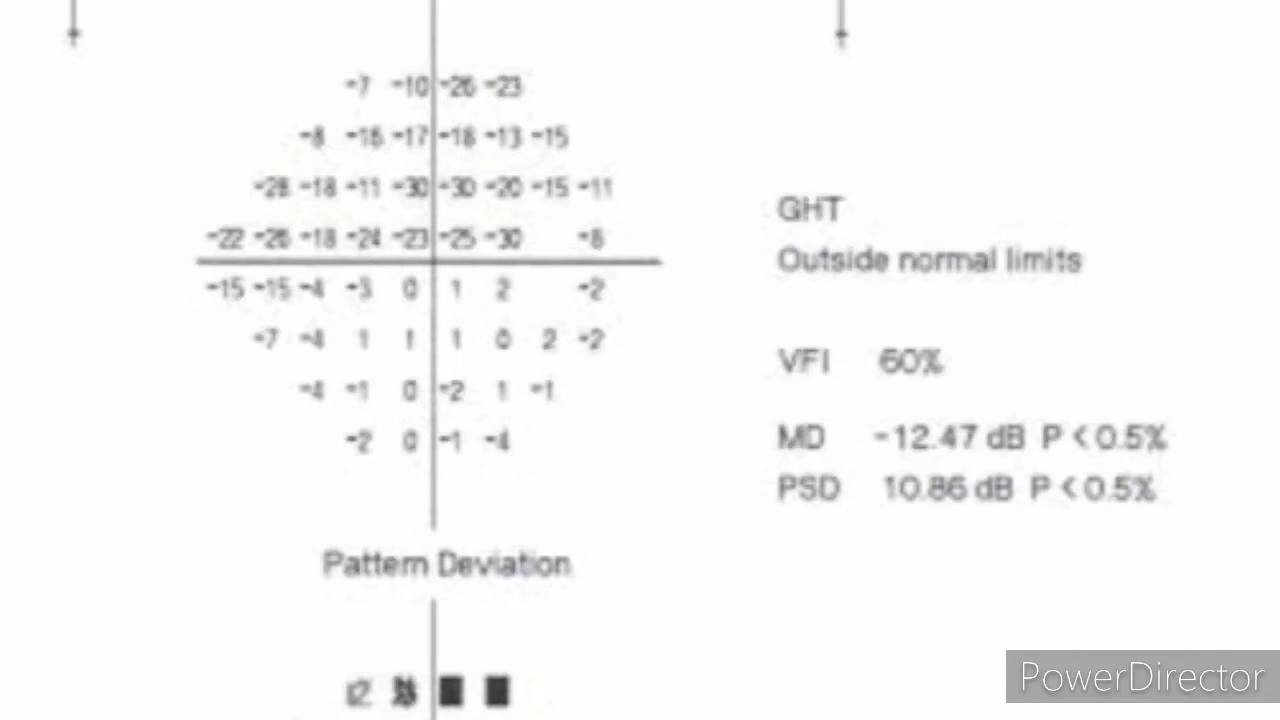 -7 -10 -26 -23
-8 -16 -17 -18 -13 -15
-28 -18 -11 -30 -30 -20 -15 -11
-22 -26 -18 -24 -23 -25 -30 -8
-15 -15 -4 -3 0 1 2 -2
-7 -4 1 1 1 0 2 -2
-4 -1 0 -2 1 -1
-2 0 -1 -4
Pattern Deviation
GHT
Outside normal limits
VFI 60%
MD -12.47 dB P < 0.5%
PSD 10.86 dB P < 0.5%
PowerDirector